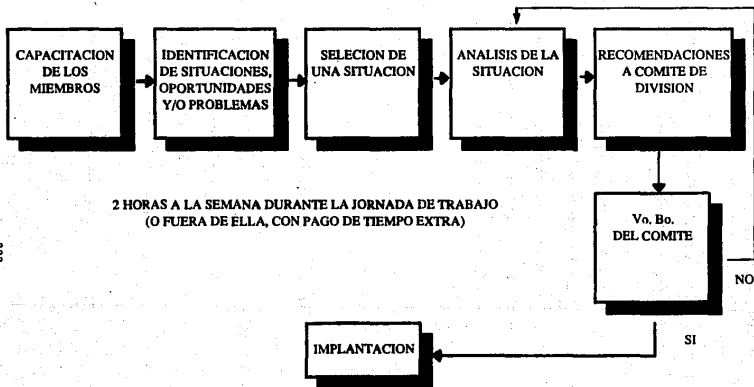 CAPACITACION
DE LOS
MIEMBROS
IDENTIFICACION
DE SITUACIONES,
OPORTUNIDADES
Y/O PROBLEMAS
SELECION DE
UNA SITUACION
ANALISIS DE LA
SITUACION
RECOMENDACIONES
A COMITE DE
DIVISION
2 HORAS A LA SEMANA DURANTE LA JORNADA DE TRABAJO
(O FUERA DE ELLA, CON PAGO DE TIEMPO EXTRA)
Vo. Bo.
DEL COMITE
NO
SI
IMPLANTACION